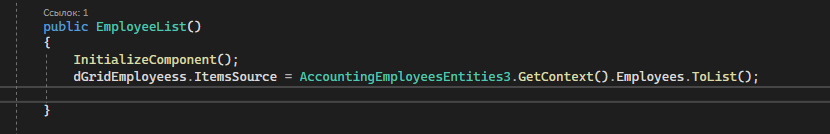 Ссылок: 1
public EmployeeList()
{
InitializeComponent();
dGridEmployeess.ItemsSource = AccountingEmployeesEntities3.GetContext().Employees.ToList();
}